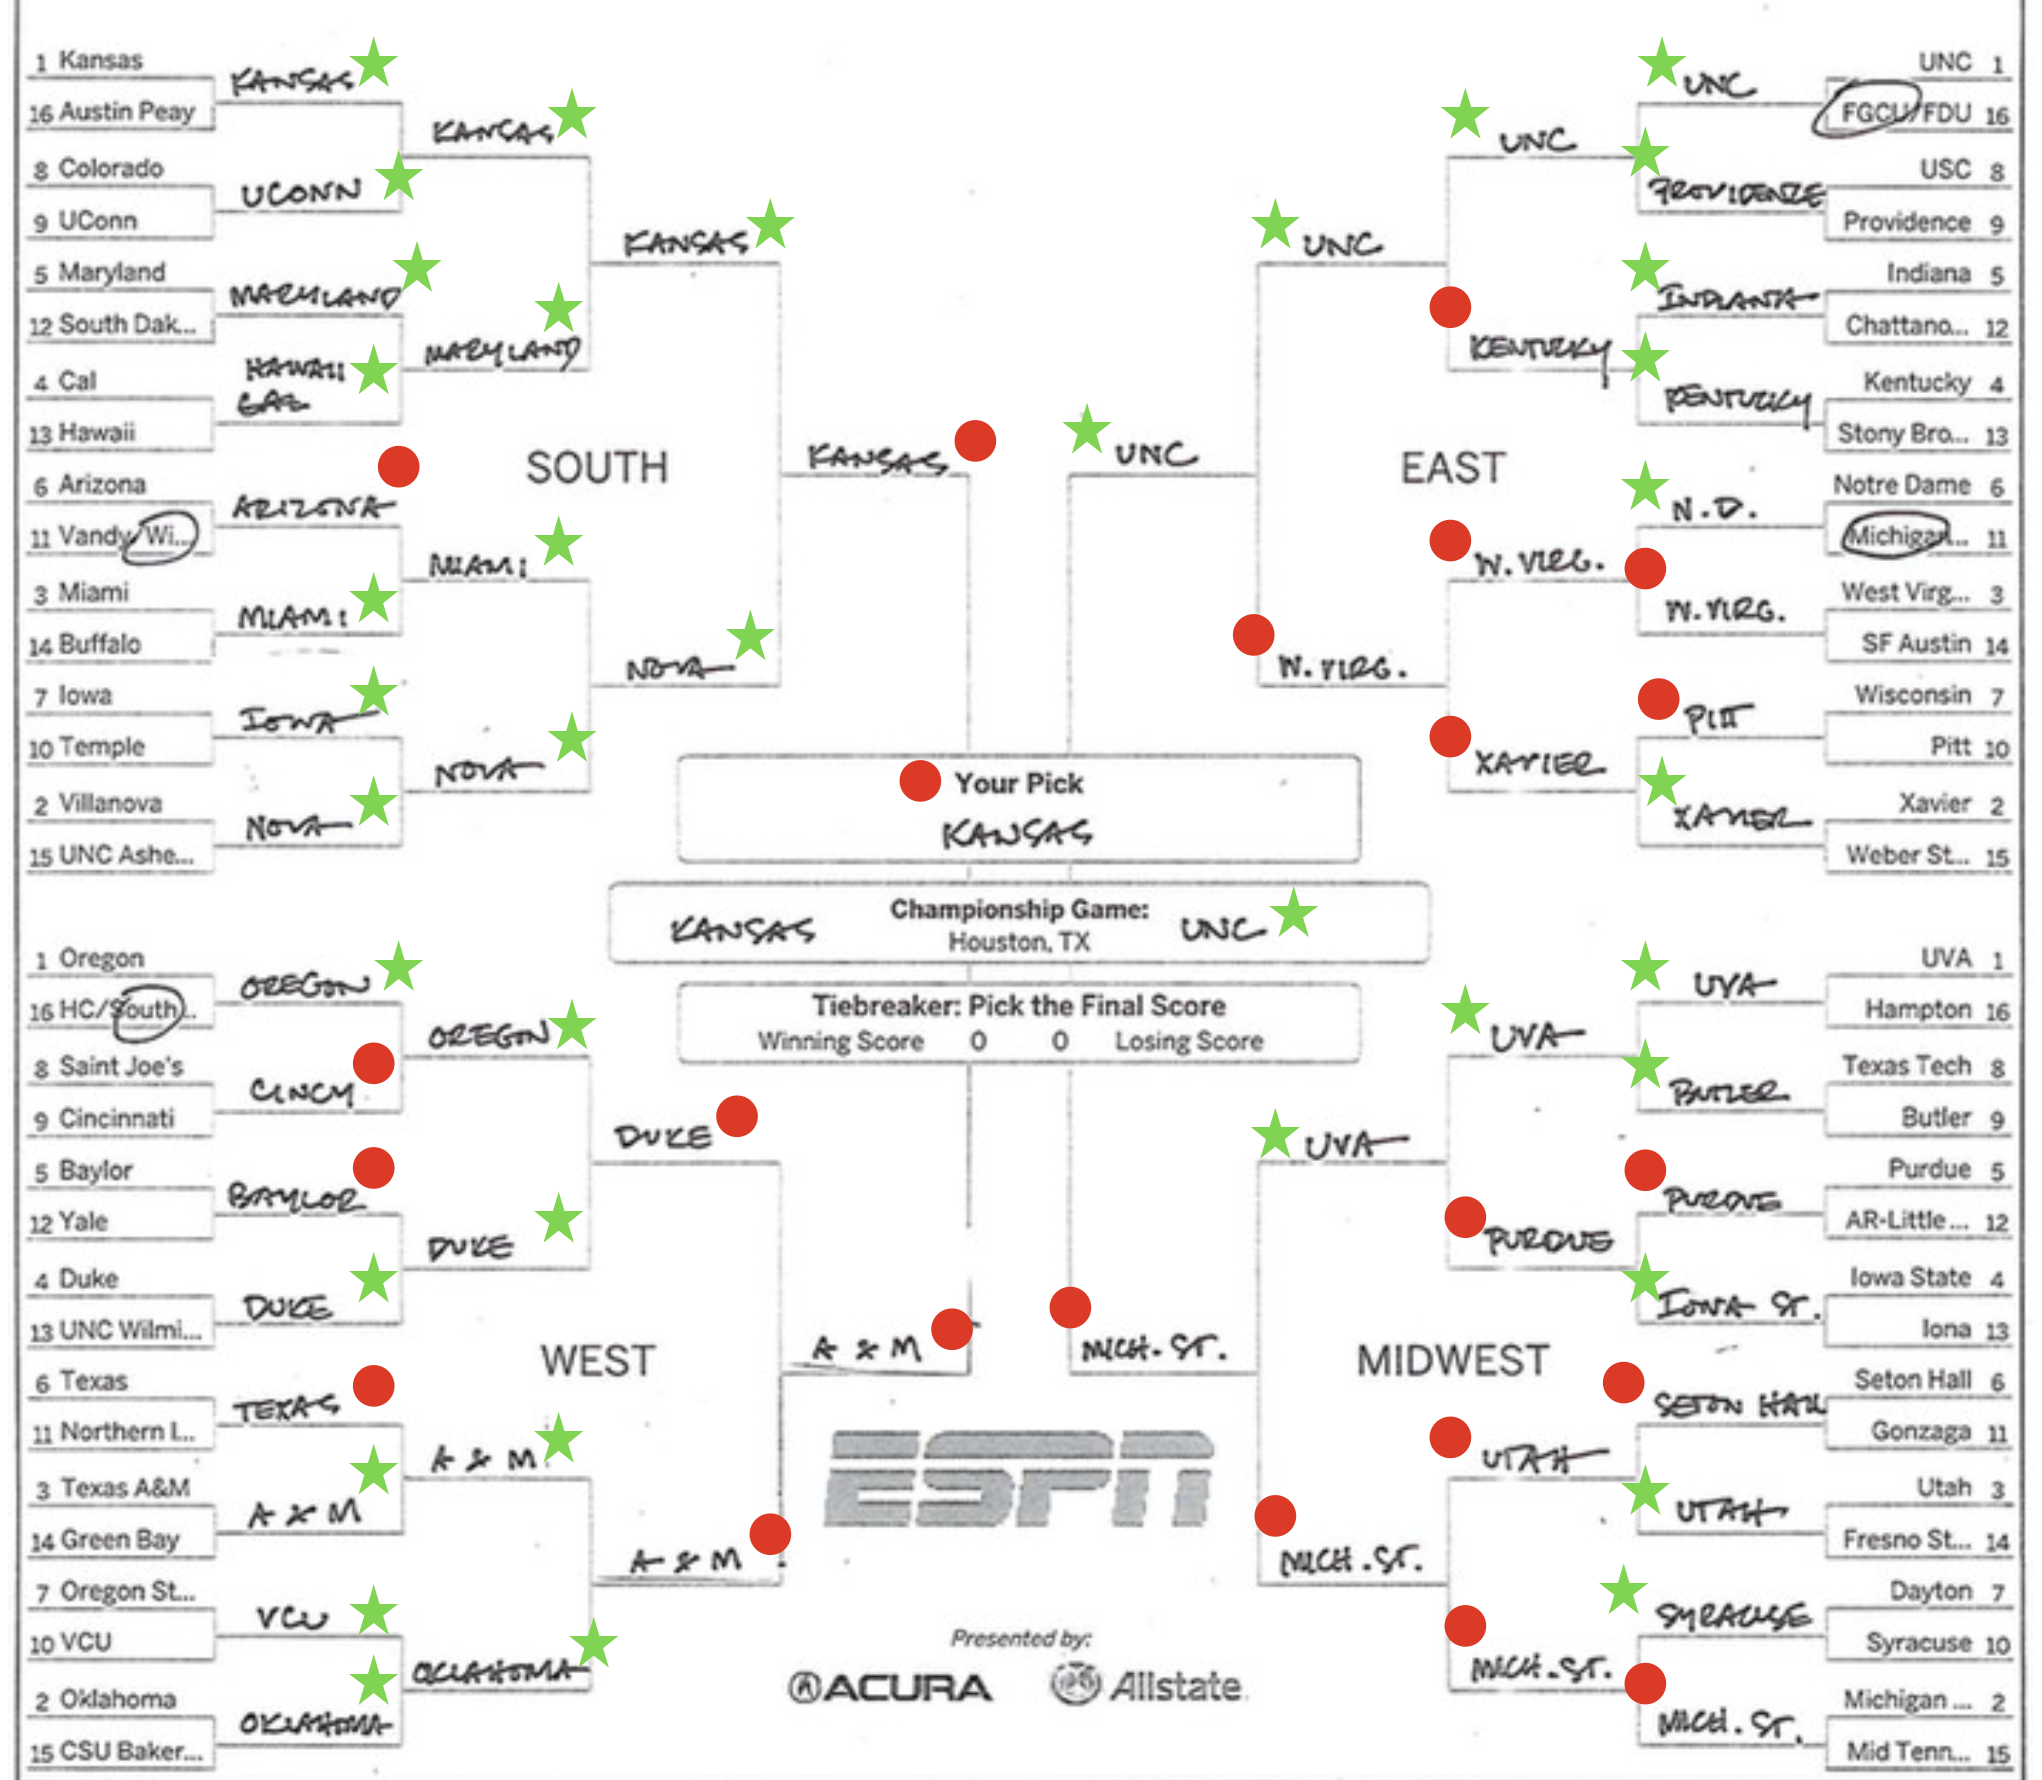 1 Kansas
16 Austin Peay
KANSAS
8 Colorado
9 UConn
UCONN
KANSAS
5 Maryland
12 South Dak...
MARYLAND
4 Cal
13 Hawaii
HAWAII
CAL
MARYLAND
KANSAS
6 Arizona
11 Vandy/Wi...
ARIZONA
3 Miami
14 Buffalo
MIAMI
MIAMI
7 Iowa
10 Temple
IOWA
2 Villanova
15 UNC Ashe...
NOVA
NOVA
NOVA
SOUTH
KANSAS
1 Oregon
16 HC/South...
OREGON
8 Saint Joe's
9 Cincinnati
CINCY
OREGON
5 Baylor
12 Yale
BAYLOR
4 Duke
13 UNC Wilmi...
DUKE
DUKE
DUKE
6 Texas
11 Northern I...
TEXAS
3 Texas A&M
14 Green Bay
A & M
A & M
7 Oregon St...
10 VCU
VCU
2 Oklahoma
15 CSU Baker...
OKLAHOMA
OKLAHOMA
A & M
WEST
A & M
Your Pick
KANSAS
Championship Game:
KANSAS UNC
Houston, TX
Tiebreaker: Pick the Final Score
Winning Score 0 0 Losing Score
ESPN
Presented by:
ACURA Allstate
UNC 1
FGCU/FDU 16
UNC
USC 8
Providence 9
PROVIDENCE
UNC
Indiana 5
Chattano... 12
INDIANA
Kentucky 4
Stony Bro... 13
KENTUCKY
KENTUCKY
UNC
Notre Dame 6
Michigan... 11
N.D.
West Virg... 3
SF Austin 14
W. VIRG.
W. VIRG.
Wisconsin 7
Pitt 10
PITT
Xavier 2
Weber St... 15
XAVIER
XAVIER
W. VIRG.
EAST
UNC
UVA 1
Hampton 16
UVA
Texas Tech 8
Butler 9
BUTLER
UVA
Purdue 5
AR-Little ... 12
PURDUE
Iowa State 4
Iona 13
IOWA ST.
PURDUE
UVA
Seton Hall 6
Gonzaga 11
SETON HALL
Utah 3
Fresno St... 14
UTAH
UTAH
Dayton 7
Syracuse 10
SYRACUSE
Michigan ... 2
Mid Tenn... 15
MICH. ST.
MICH. ST.
MICH. ST.
MIDWEST
MICH. ST.